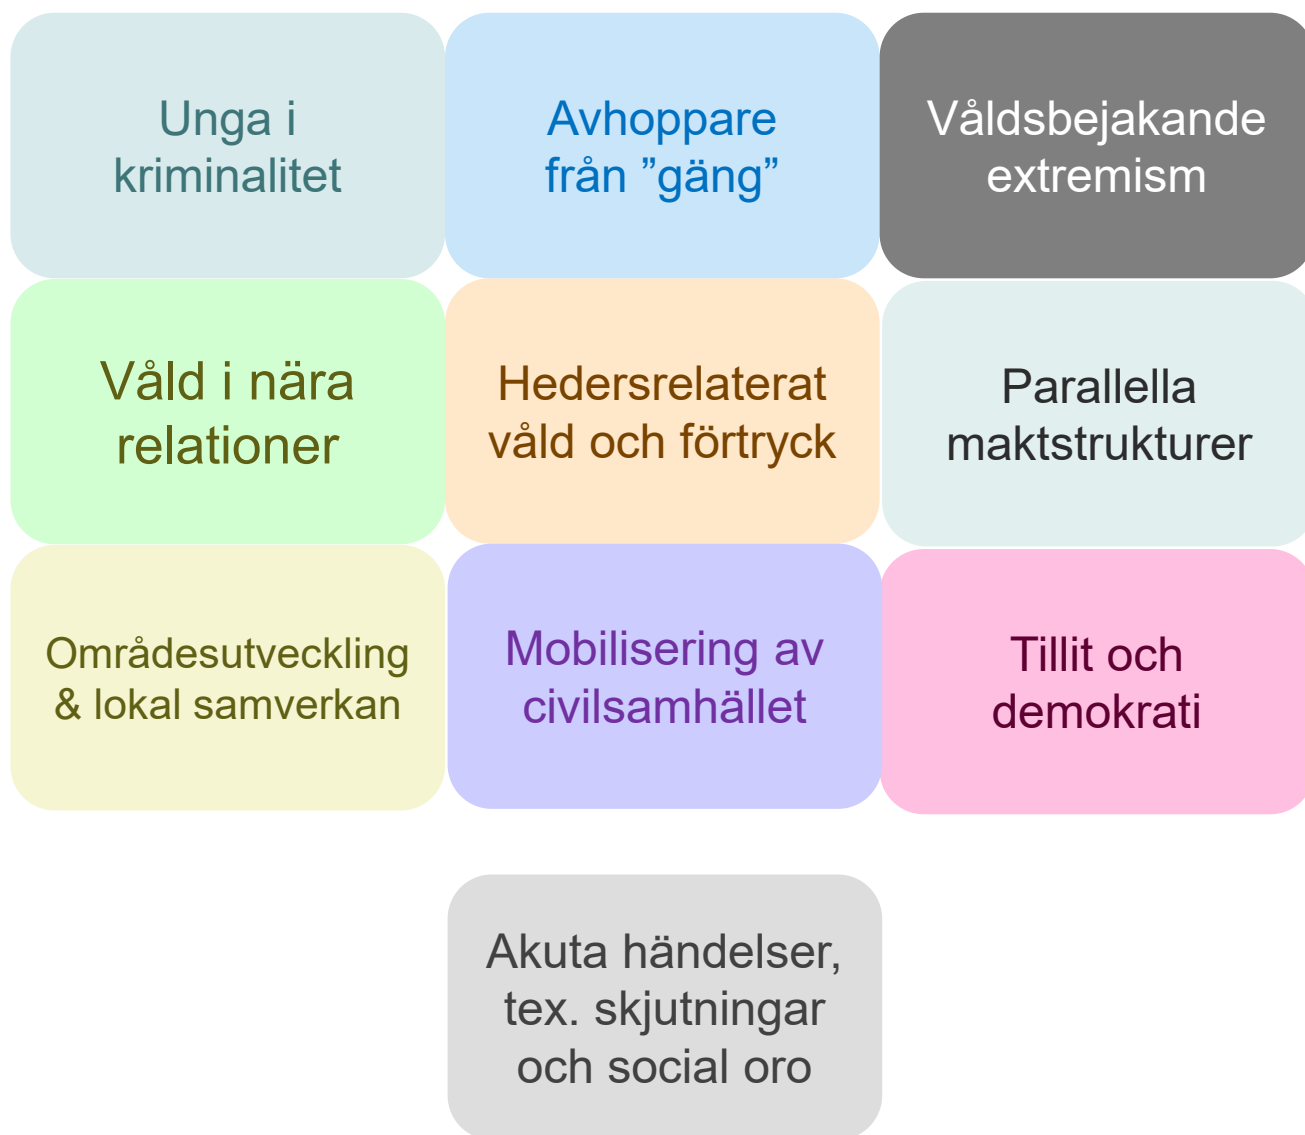 Unga i
kriminalitet
Avhoppare
från ”gäng”
Våldsbejakande
extremism
Våld i nära
relationer
Hedersrelaterat
våld och förtryck
Parallella
maktstrukturer
Områdesutveckling
& lokal samverkan
Mobilisering av
civilsamhället
Tillit och
demokrati
Akuta händelser,
tex. skjutningar
och social oro